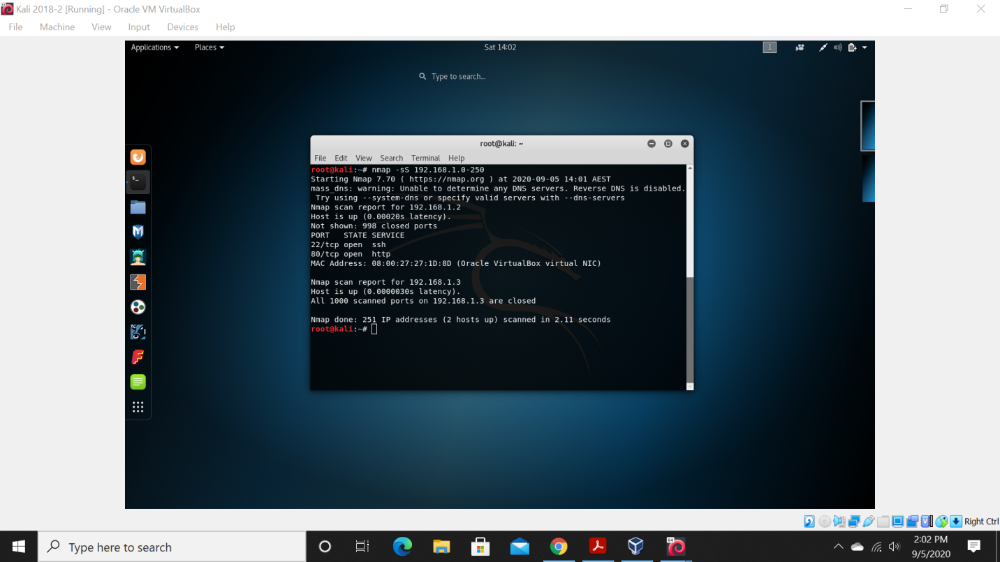 Kali 2018-2 [Running] - Oracle VM VirtualBox
File Machine View Input Devices Help
Applications Places Sat 14:02 1
Type to search...
root@kali: ~
File Edit View Search Terminal Help
root@kali:~# nmap -sS 192.168.1.0-250
Starting Nmap 7.70 ( https://nmap.org ) at 2020-09-05 14:01 AEST
mass_dns: warning: Unable to determine any DNS servers. Reverse DNS is disabled.
 Try using --system-dns or specify valid servers with --dns-servers
Nmap scan report for 192.168.1.2
Host is up (0.00020s latency).
Not shown: 998 closed ports
PORT   STATE SERVICE
22/tcp open  ssh
80/tcp open  http
MAC Address: 08:00:27:27:1D:8D (Oracle VirtualBox virtual NIC)
Nmap scan report for 192.168.1.3
Host is up (0.0000030s latency).
All 1000 scanned ports on 192.168.1.3 are closed
Nmap done: 251 IP addresses (2 hosts up) scanned in 2.11 seconds
root@kali:~#
Right Ctrl
Type here to search
64
2:02 PM
9/5/2020